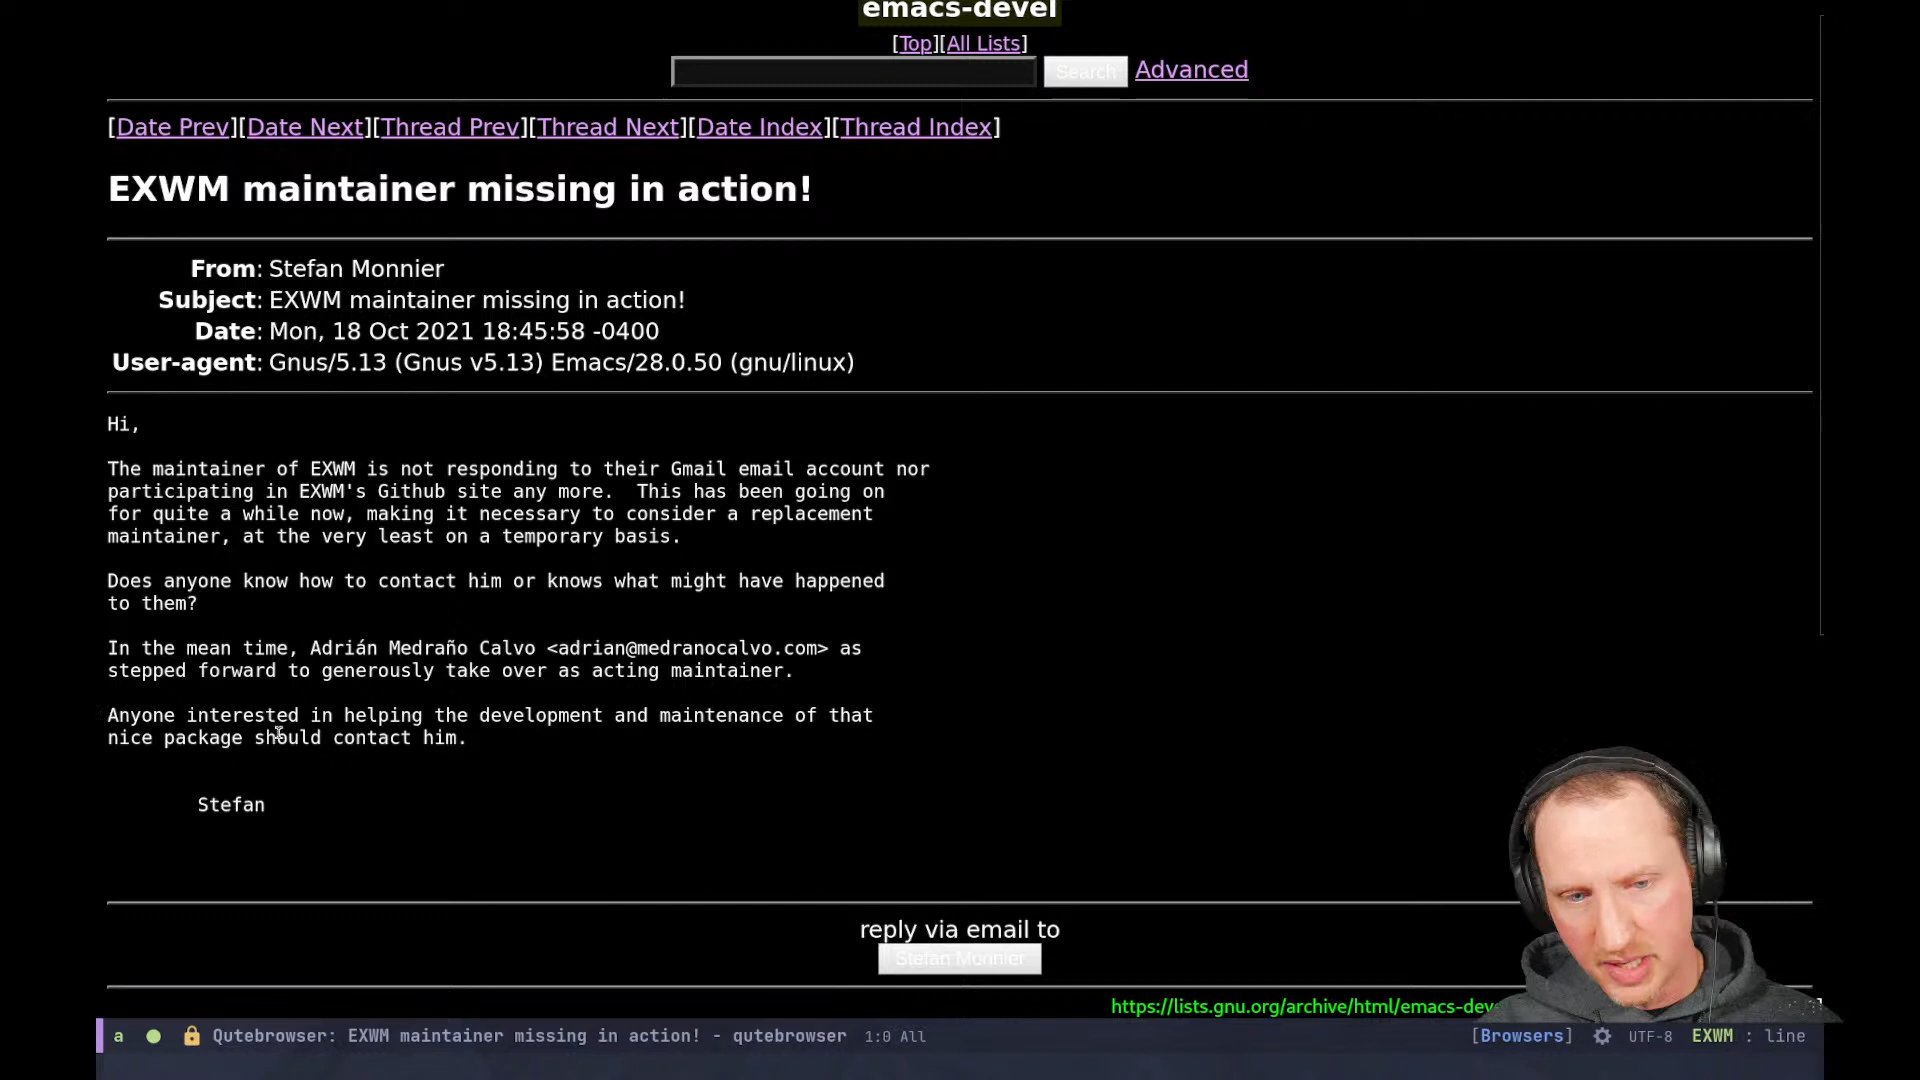 emacs-devel
[Top][All Lists]
Search Advanced
[Date Prev][Date Next][Thread Prev][Thread Next][Date Index][Thread Index]
EXWM maintainer missing in action!
From: Stefan Monnier
Subject: EXWM maintainer missing in action!
Date: Mon, 18 Oct 2021 18:45:58 -0400
User-agent: Gnus/5.13 (Gnus v5.13) Emacs/28.0.50 (gnu/linux)
Hi,
The maintainer of EXWM is not responding to their Gmail email account nor
participating in EXWM's Github site any more.  This has been going on
for quite a while now, making it necessary to consider a replacement
maintainer, at the very least on a temporary basis.
Does anyone know how to contact him or knows what might have happened
to them?
In the mean time, Adrián Medraño Calvo <adrian@medranocalvo.com> as
stepped forward to generously take over as acting maintainer.
Anyone interested in helping the development and maintenance of that
nice package should contact him.
Stefan
reply via email to
Stefan Monnier
https://lists.gnu.org/archive/html/emacs-deve
a Qutebrowser: EXWM maintainer missing in action! - qutebrowser 1:0 All [Browsers] UTF-8 EXWM : line